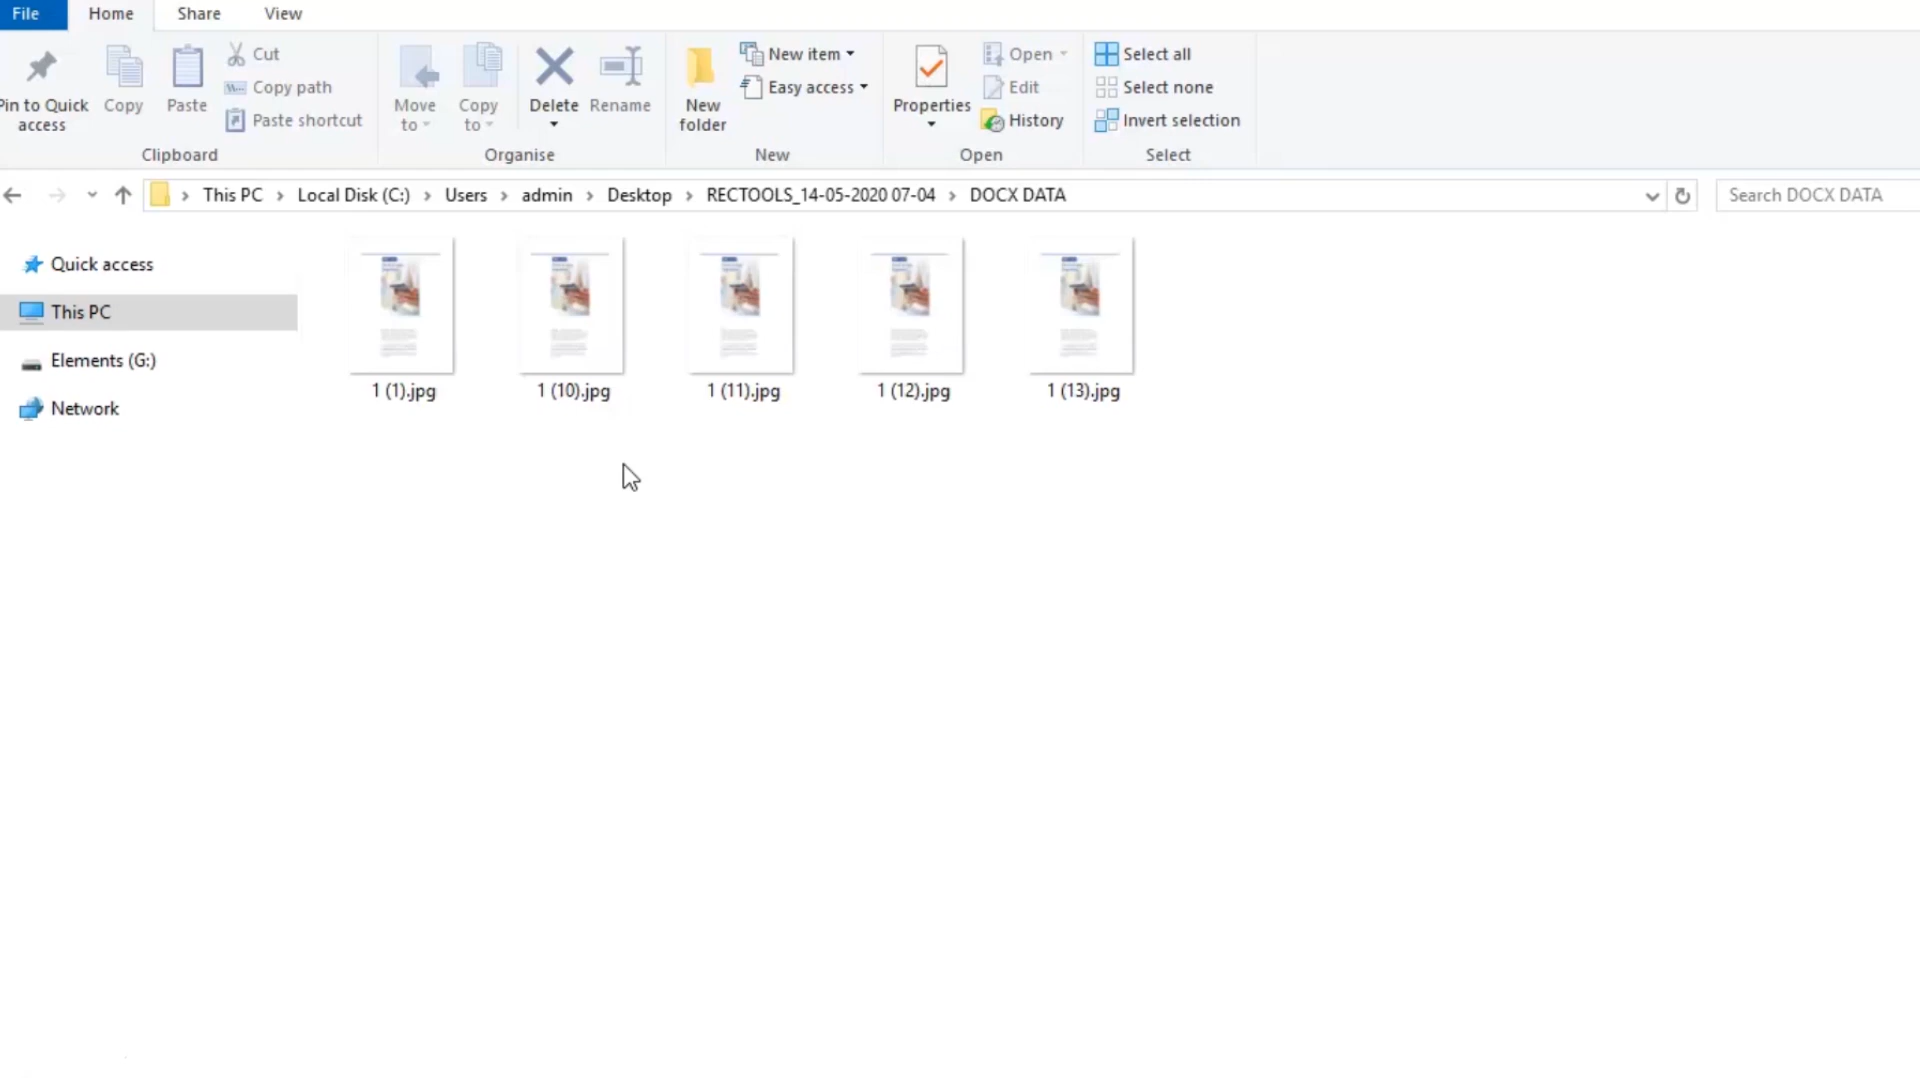 File Home Share View
Pin to Quick access
Copy
Paste
Cut
Copy path
Paste shortcut
Clipboard
Move to
Copy to
Delete
Rename
Organise
New folder
New item
Easy access
New
Properties
Open
Edit
History
Open
Select all
Select none
Invert selection
Select
This PC > Local Disk (C:) > Users > admin > Desktop > RECTOOLS_14-05-2020 07-04 > DOCX DATA
Search DOCX DATA
Quick access
This PC
Elements (G:)
Network
1 (1).jpg
1 (10).jpg
1 (11).jpg
1 (12).jpg
1 (13).jpg